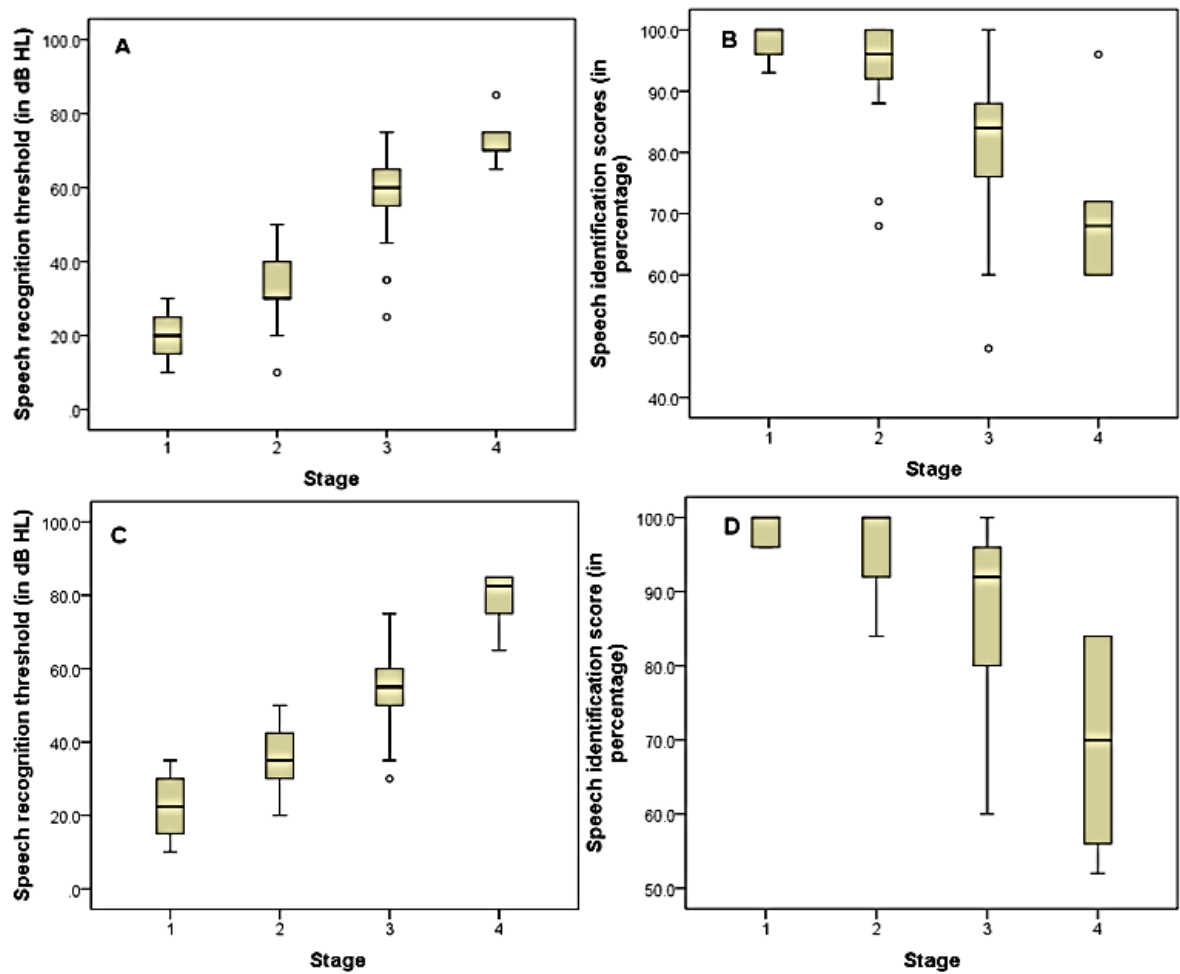 A
Speech recognition threshold (in dB HL)
100.0
80.0
60.0
40.0
20.0
.0
1 2 3 4
Stage
B
Speech identification scores (in
percentage)
100.0
90.0
80.0
70.0
60.0
50.0
40.0
1 2 3 4
Stage
C
Speech recognition threshold (in dB HL)
100.0
80.0
60.0
40.0
20.0
.0
1 2 3 4
Stage
D
Speech identification score (in
percentage)
100.0
90.0
80.0
70.0
60.0
50.0
1 2 3 4
Stage